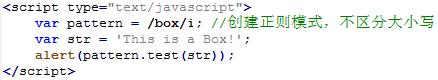 <script type="text/javascript">
    var pattern = /box/i; //创建正则模式，不区分大小写
    var str = 'This is a Box!';
    alert(pattern.test(str));
</script>